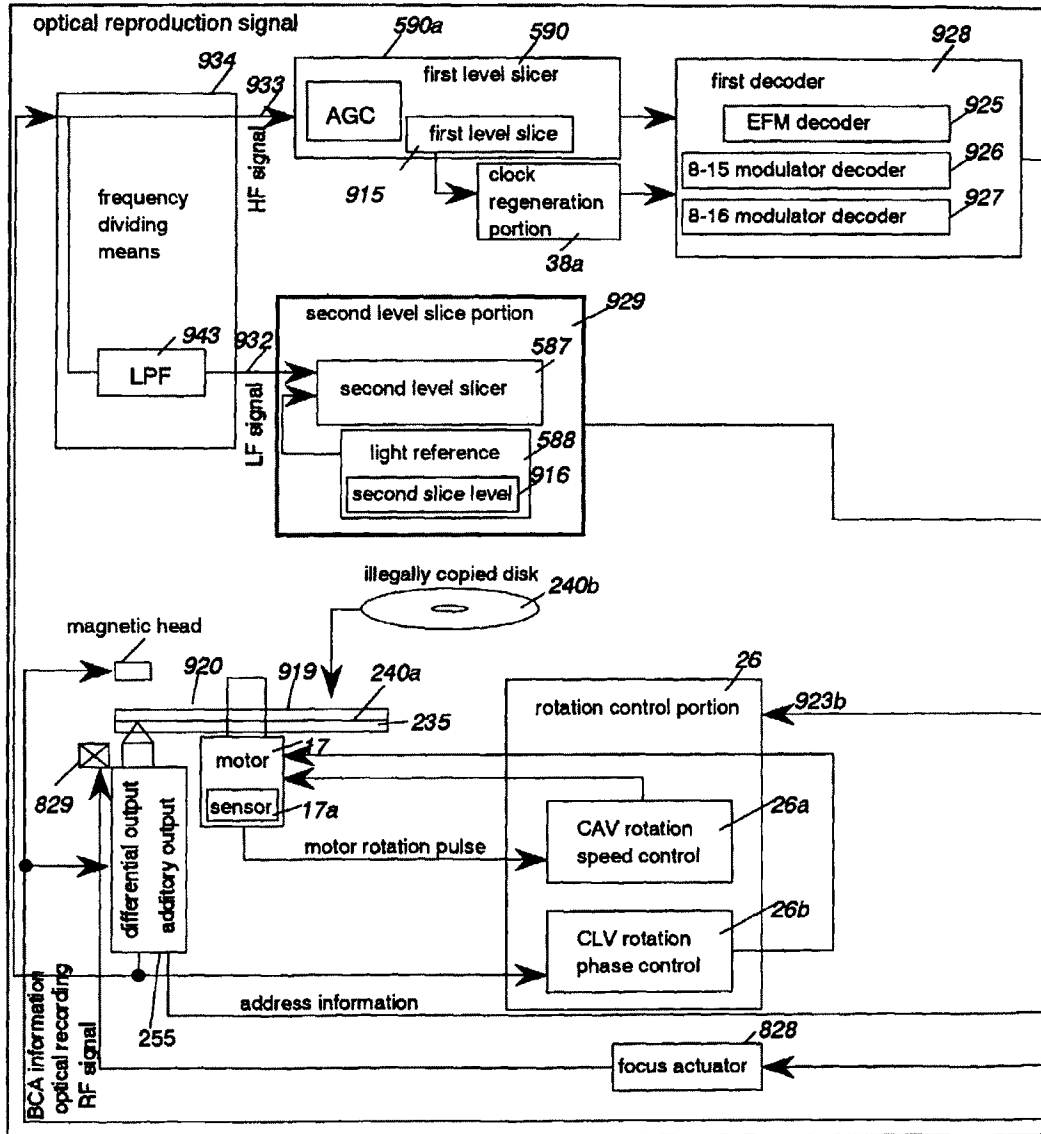 optical reproduction signal
934
933
HF signal
frequency
dividing
means
943
LPF
932
LF signal
590a
590
first level slicer
AGC
first level slice
915
clock
regeneration
portion
38a
928
first decoder
EFM decoder
925
8-15 modulator decoder
926
8-16 modulator decoder
927
second level slice portion
929
587
second level slicer
588
light reference
916
second slice level
illegally copied disk
240b
magnetic head
920
919
240a
235
829
motor
17
sensor
17a
differential output
additory output
255
motor rotation pulse
26
rotation control portion
923b
26a
CAV rotation
speed control
26b
CLV rotation
phase control
address information
828
focus actuator
BCA information
optical recording
RF signal